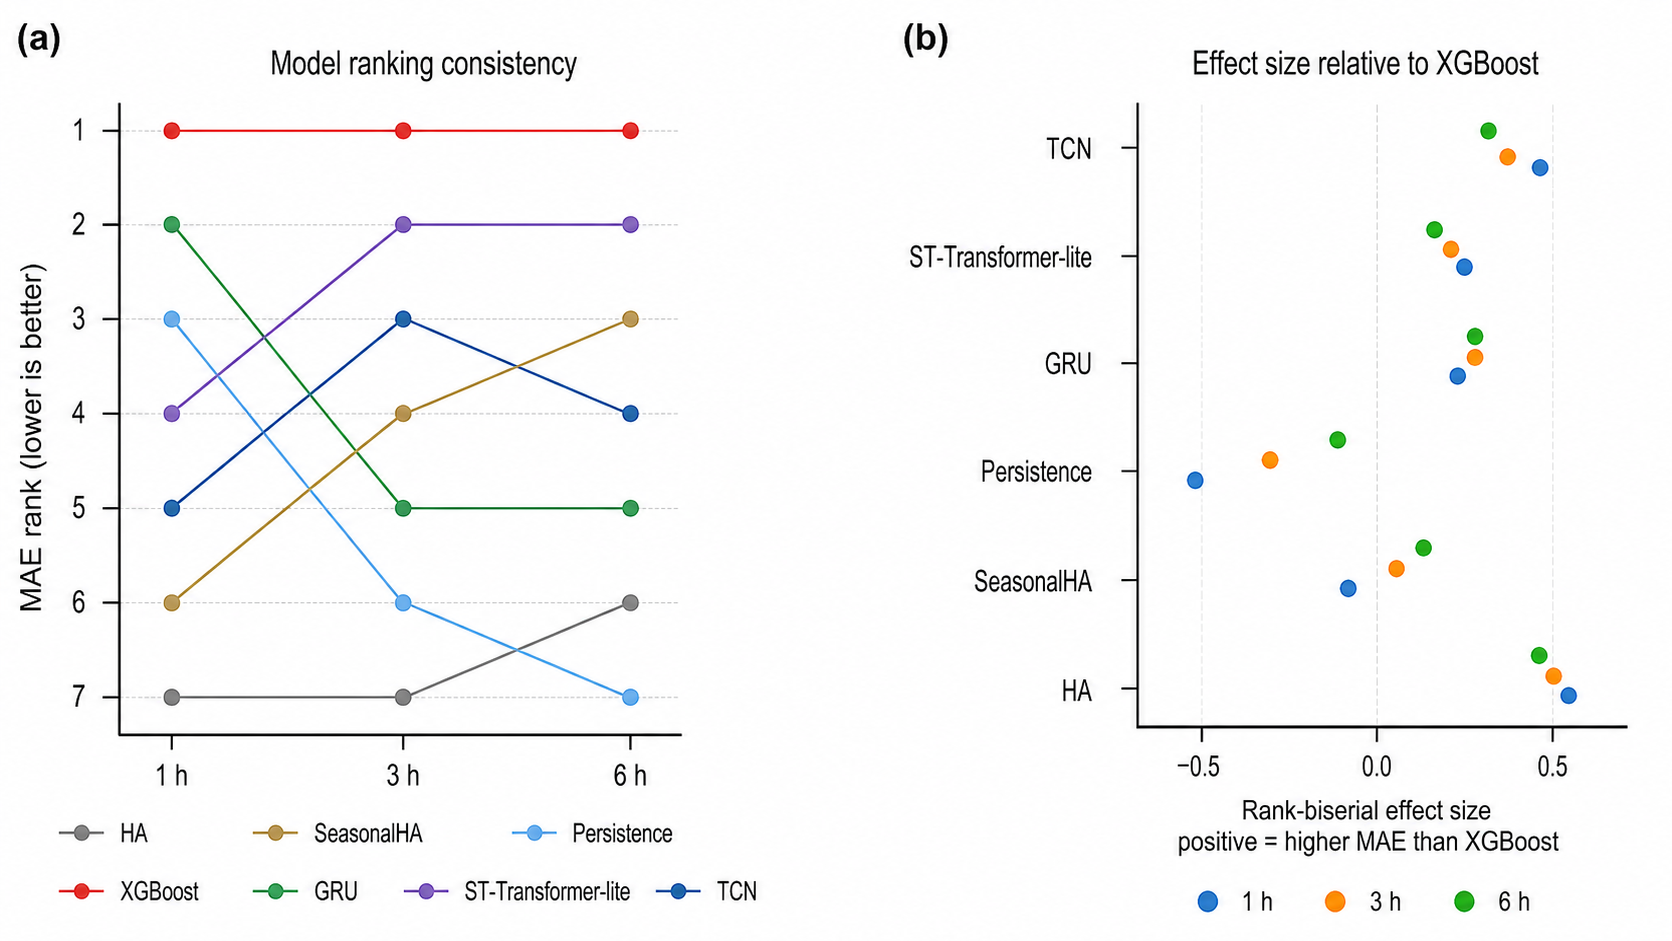 (a)
Model ranking consistency
MAE rank (lower is better)
1
2
3
4
5
6
7
1 h
3 h
6 h
HA
SeasonalHA
Persistence
XGBoost
GRU
ST-Transformer-lite
TCN
(b)
Effect size relative to XGBoost
TCN
ST-Transformer-lite
GRU
Persistence
SeasonalHA
HA
−0.5
0.0
0.5
Rank-biserial effect size
positive = higher MAE than XGBoost
1 h
3 h
6 h